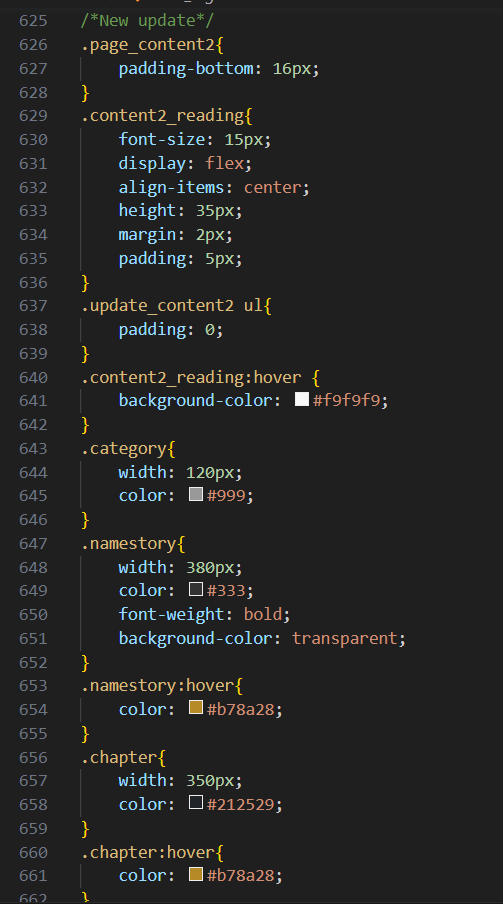 625 /*New update*/
626 .page_content2{
627 padding-bottom: 16px;
628 }
629 .content2_reading{
630 font-size: 15px;
631 display: flex;
632 align-items: center;
633 height: 35px;
634 margin: 2px;
635 padding: 5px;
636 }
637 .update_content2 ul{
638 padding: 0;
639 }
640 .content2_reading:hover {
641 background-color: #f9f9f9;
642 }
643 .category{
644 width: 120px;
645 color: #999;
646 }
647 .namestory{
648 width: 380px;
649 color: #333;
650 font-weight: bold;
651 background-color: transparent;
652 }
653 .namestory:hover{
654 color: #b78a28;
655 }
656 .chapter{
657 width: 350px;
658 color: #212529;
659 }
660 .chapter:hover{
661 color: #b78a28;
662 }